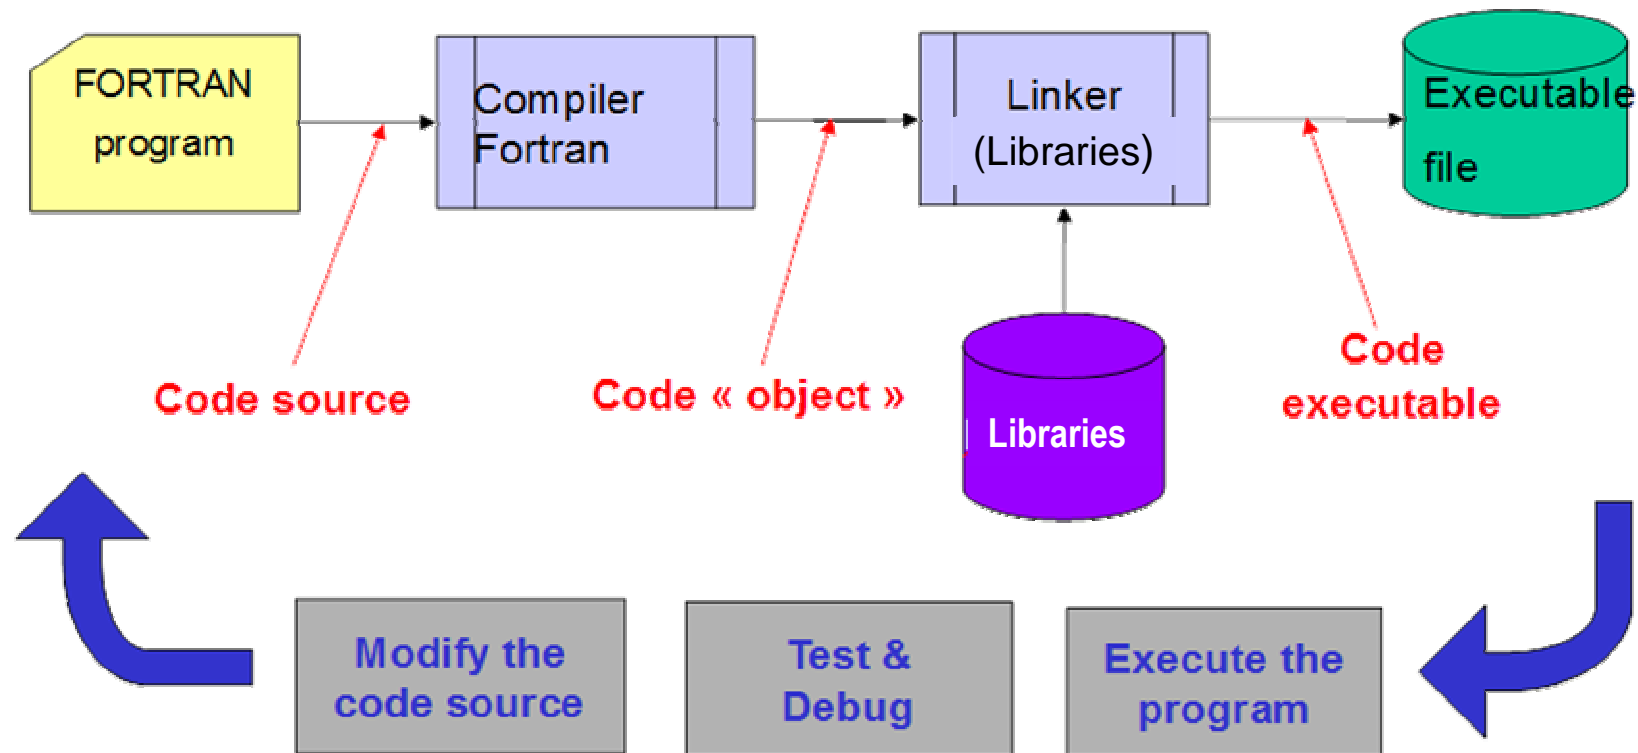 FORTRAN
program
Compiler
Fortran
Linker
(Libraries)
Executable
file
Code source
Code « object »
Libraries
Code
executable
Modify the
code source
Test &
Debug
Execute the
program